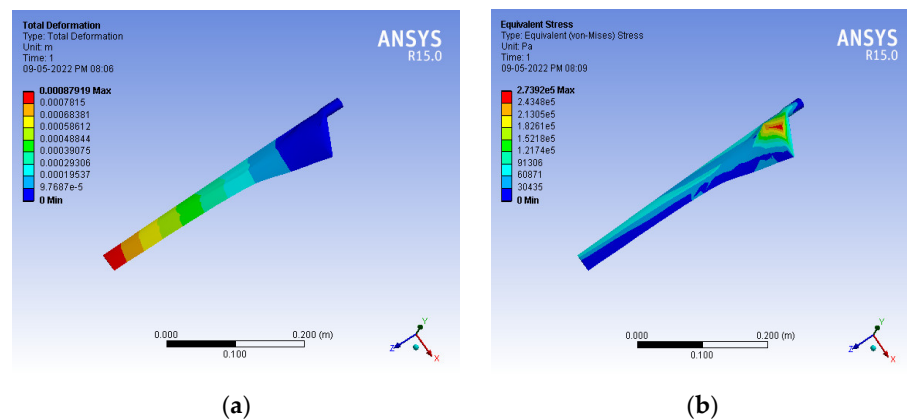 Total Deformation
Type: Total Deformation
Unit: m
Time: 1
09-05-2022 PM 08:06
ANSYS
R15.0
0.00087919 Max
0.0007815
0.00068381
0.00058612
0.00048844
0.00039075
0.00029306
0.00019537
9.7687e-5
0 Min
0.000
0.200 (m)
0.100
Y
Z
X
(a)
Equivalent Stress
Type: Equivalent (von-Mises) Stress
Unit: Pa
Time: 1
09-05-2022 PM 08:09
ANSYS
R15.0
2.7392e5 Max
2.4348e5
2.1305e5
1.8261e5
1.5218e5
1.2174e5
91306
60871
30435
0 Min
0.000
0.200 (m)
0.100
Y
Z
X
(b)